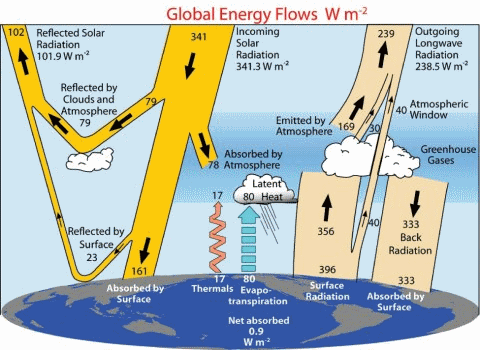 Global Energy Flows W m-2
102
Reflected Solar
Radiation
101.9 W m-2
341
Incoming
Solar
Radiation
341.3 W m-2
239
Outgoing
Longwave
Radiation
238.5 W m-2
Reflected by
Clouds and
Atmosphere
79
79
Emitted by
Atmosphere
169
30
40
Atmospheric
Window
Greenhouse
Gases
Absorbed by
78 Atmosphere
Latent
Heat
17
80
356
40
333
Back
Radiation
Reflected by
Surface
23
161
Absorbed by
Surface
17
Thermals
80
Evapo-
transpiration
396
Surface
Radiation
333
Absorbed by
Surface
Net absorbed
0.9
W m-2